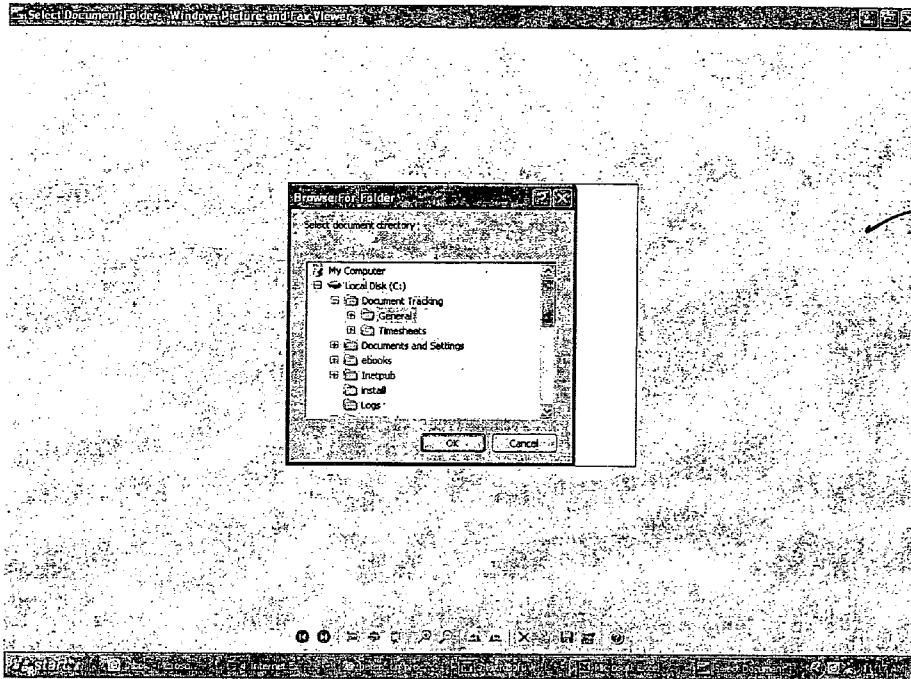 Select Document Folder - Windows Picture and Fax Viewer
Browse For Folder
Select document directory
My Computer
Local Disk (C:)
Document Tracking
General
Timesheets
Documents and Settings
ebooks
Inetpub
install
Logs
OK
Cancel
start